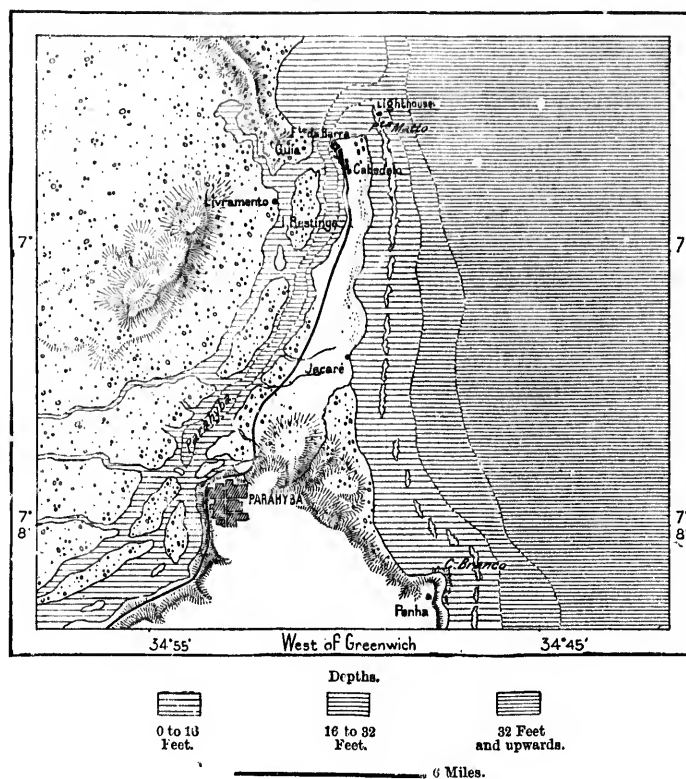 Lighthouse
Pta Matto
Fte da Barra
Guia
Cabedelo
Livramento
I. Restinga
7°
7
Jacaré
Parahyba
PARAHYBA
7°
8'
7°
8'
C. Branco
Penha
34°55'
West of Greenwich
34°45'
Depths.
0 to 16
Feet.
16 to 32
Feet.
32 Feet
and upwards.
6 Miles.